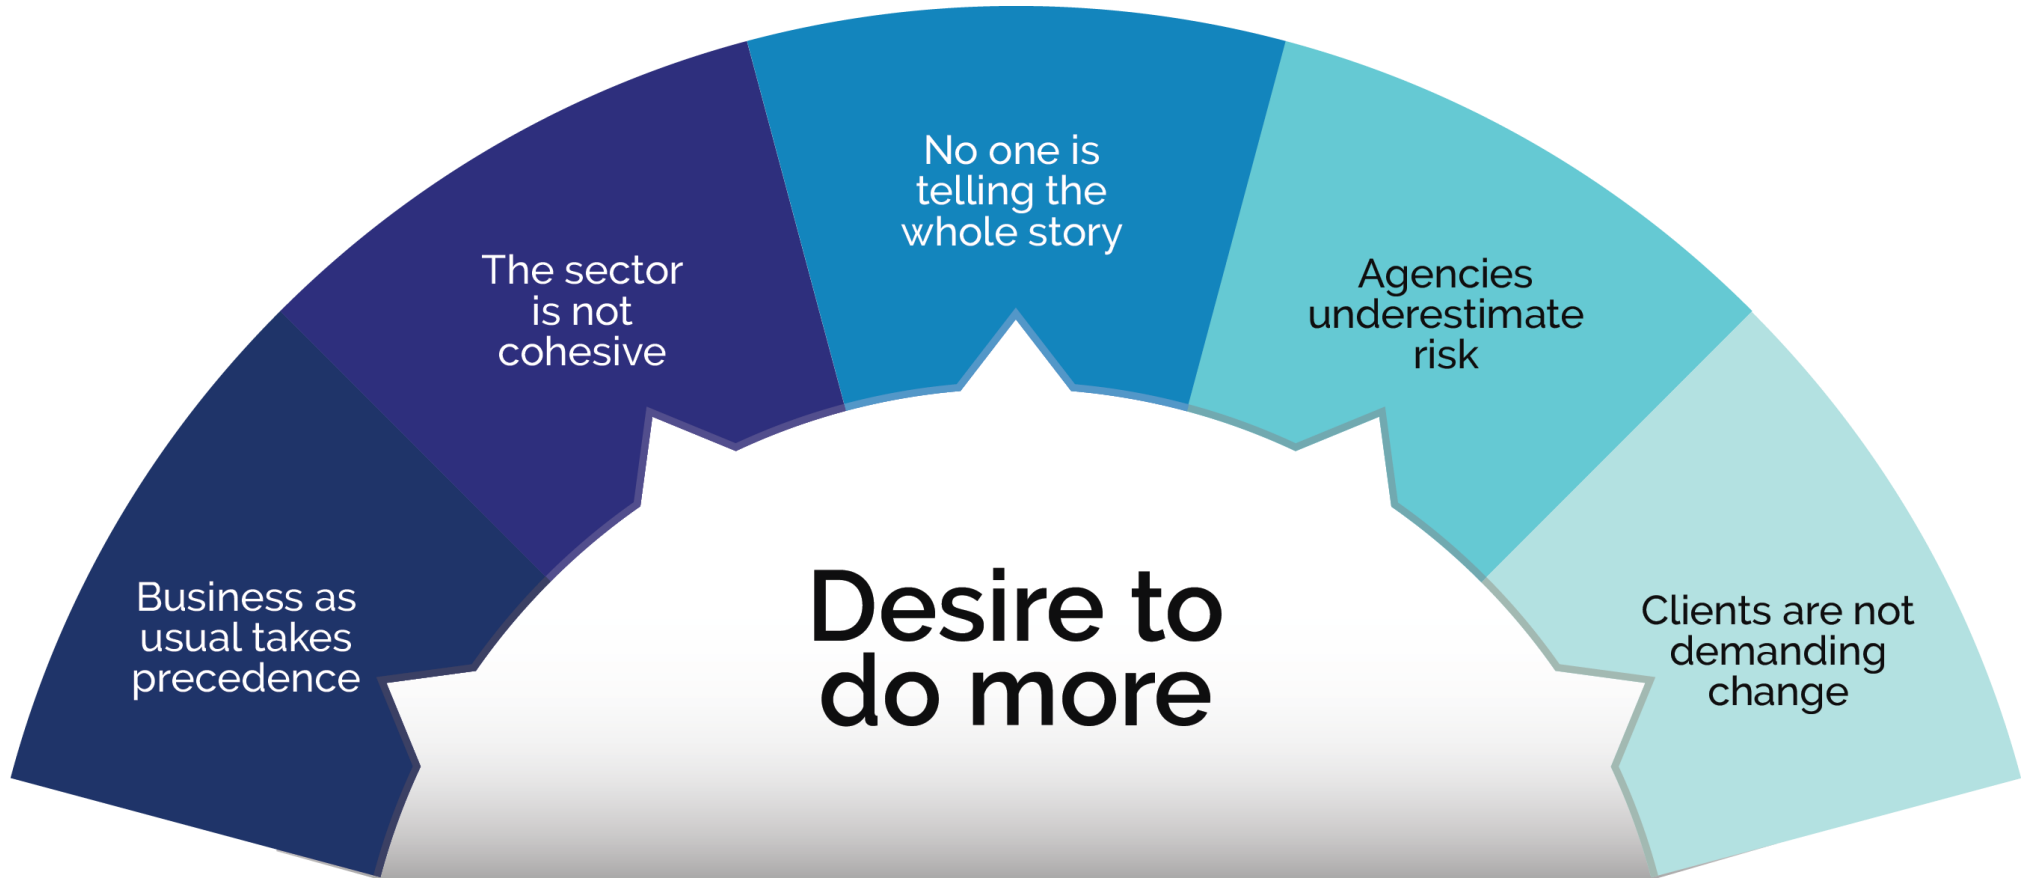 Business as
usual takes
precedence
The sector
is not
cohesive
No one is
telling the
whole story
Agencies
underestimate
risk
Clients are not
demanding
change
Desire to
do more